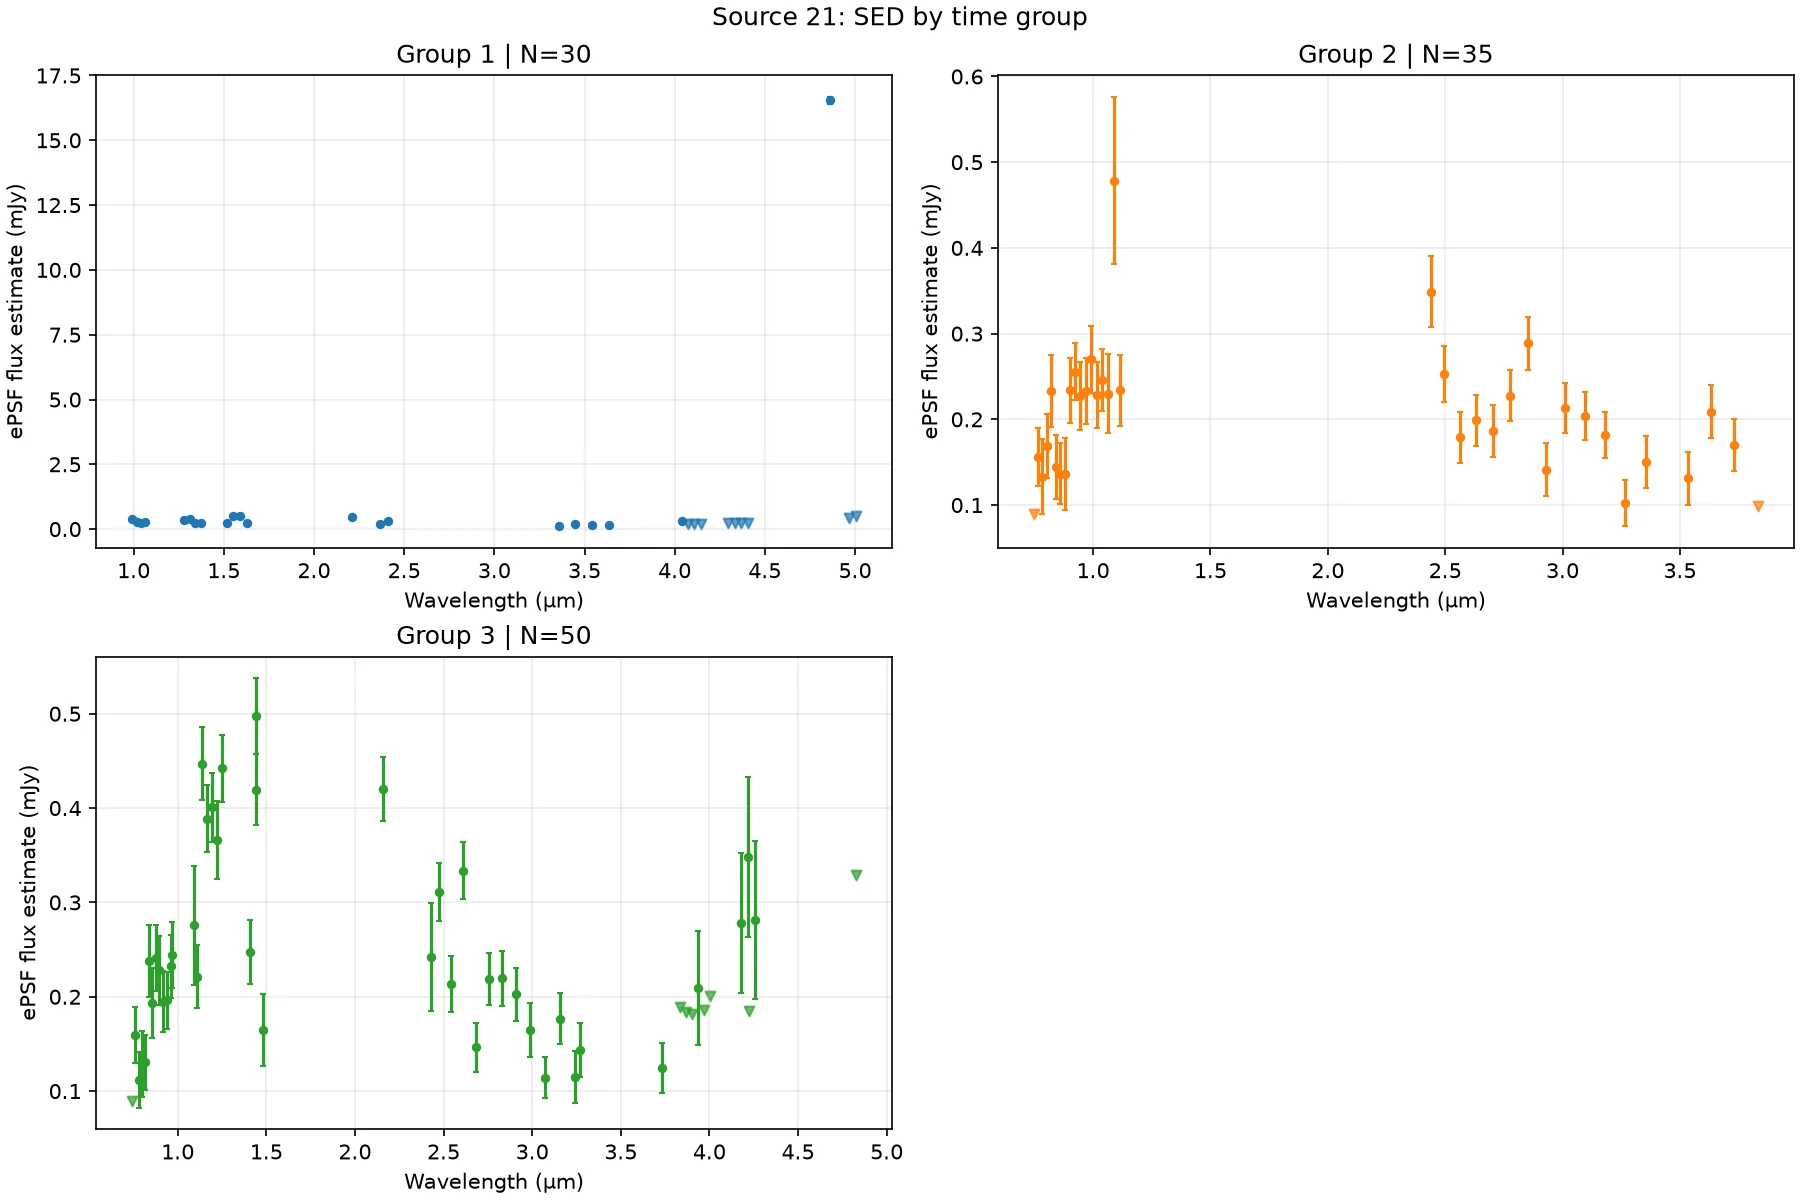 Source 21: SED by time group
Group 1 | N=30
17.5
15.0
12.5
10.0
7.5
5.0
2.5
0.0
ePSF flux estimate (mJy)
1.0 1.5 2.0 2.5 3.0 3.5 4.0 4.5 5.0
Wavelength (µm)
Group 2 | N=35
0.6
0.5
0.4
0.3
0.2
0.1
ePSF flux estimate (mJy)
1.0 1.5 2.0 2.5 3.0 3.5
Wavelength (µm)
Group 3 | N=50
0.5
0.4
0.3
0.2
0.1
ePSF flux estimate (mJy)
1.0 1.5 2.0 2.5 3.0 3.5 4.0 4.5 5.0
Wavelength (µm)